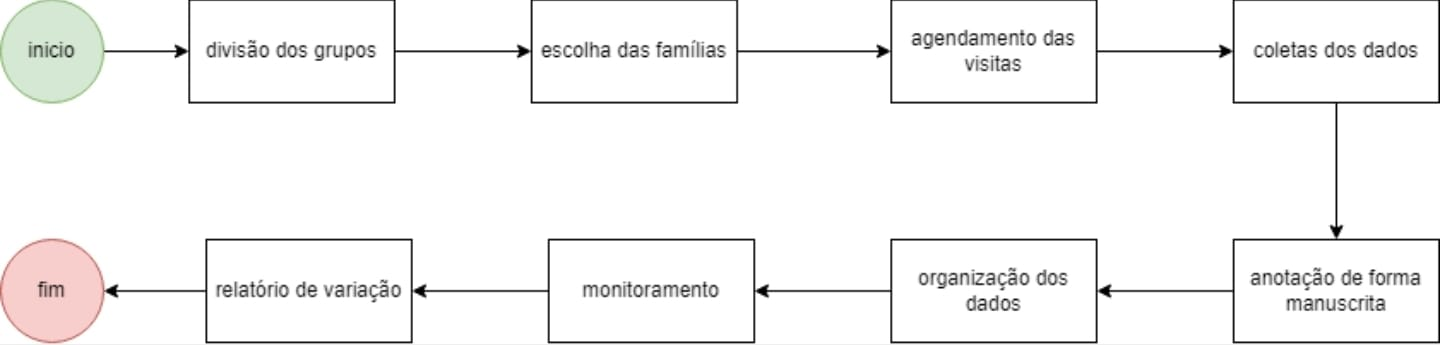 inicio
divisão dos grupos
escolha das famílias
agendamento das
visitas
coletas dos dados
anotação de forma
manuscrita
organização dos
dados
monitoramento
relatório de variação
fim